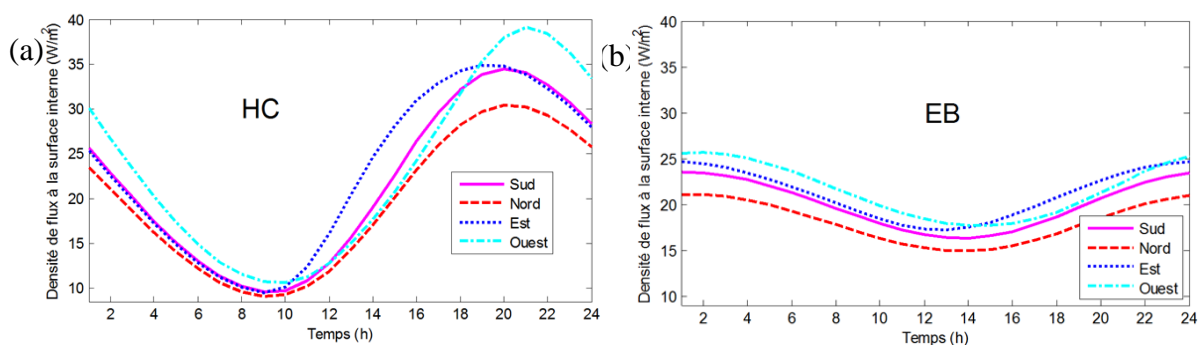 (a)
Densité de flux à la surface interne (W/m²)
40
35
30
25
20
15
10
HC
Sud
Nord
Est
Ouest
2 4 6 8 10 12 14 16 18 20 22 24
Temps (h)
(b)
Densité de flux à la surface interne (W/m²)
40
35
30
25
20
15
10
EB
Sud
Nord
Est
Ouest
2 4 6 8 10 12 14 16 18 20 22 24
Temps (h)